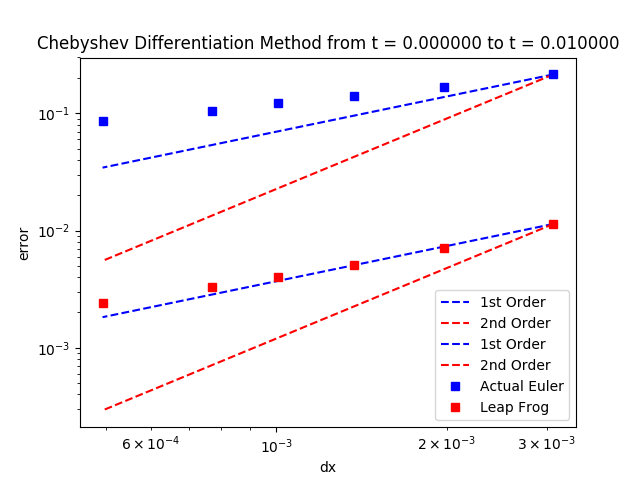 Chebyshev Differentiation Method from t = 0.000000 to t = 0.010000
error
10⁻¹
10⁻²
10⁻³
6 × 10⁻⁴
10⁻³
2 × 10⁻³
3 × 10⁻³
dx
1st Order
2nd Order
1st Order
2nd Order
Actual Euler
Leap Frog